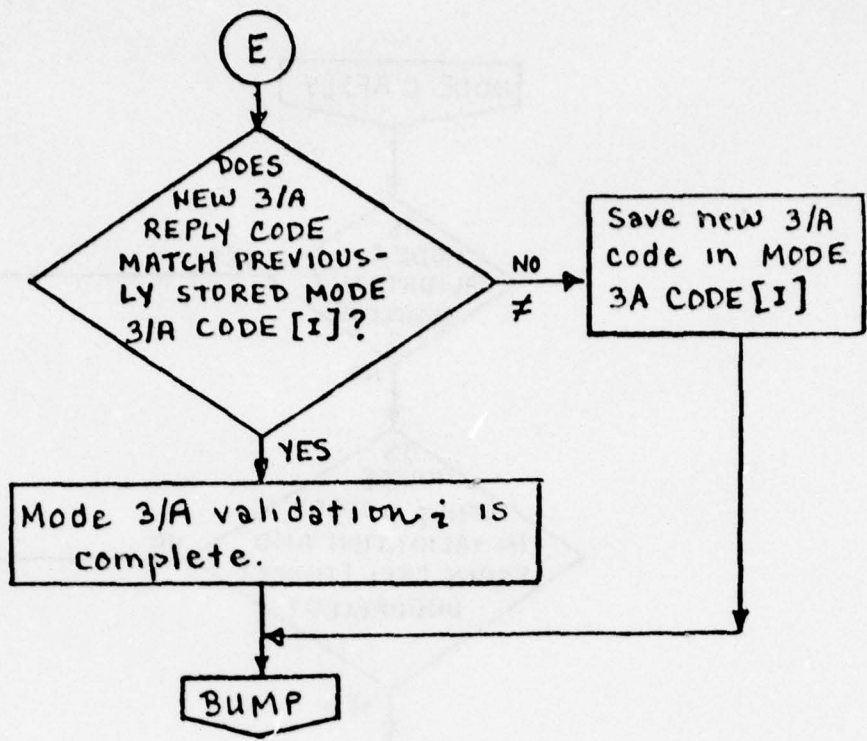 E
DOES
NEW 3/A
REPLY CODE
MATCH PREVIOUS-
LY STORED MODE
3/A CODE [I]?
NO
≠
Save new 3/A
code in MODE
3A CODE [I]
YES
Mode 3/A validation i is
complete.
BUMP